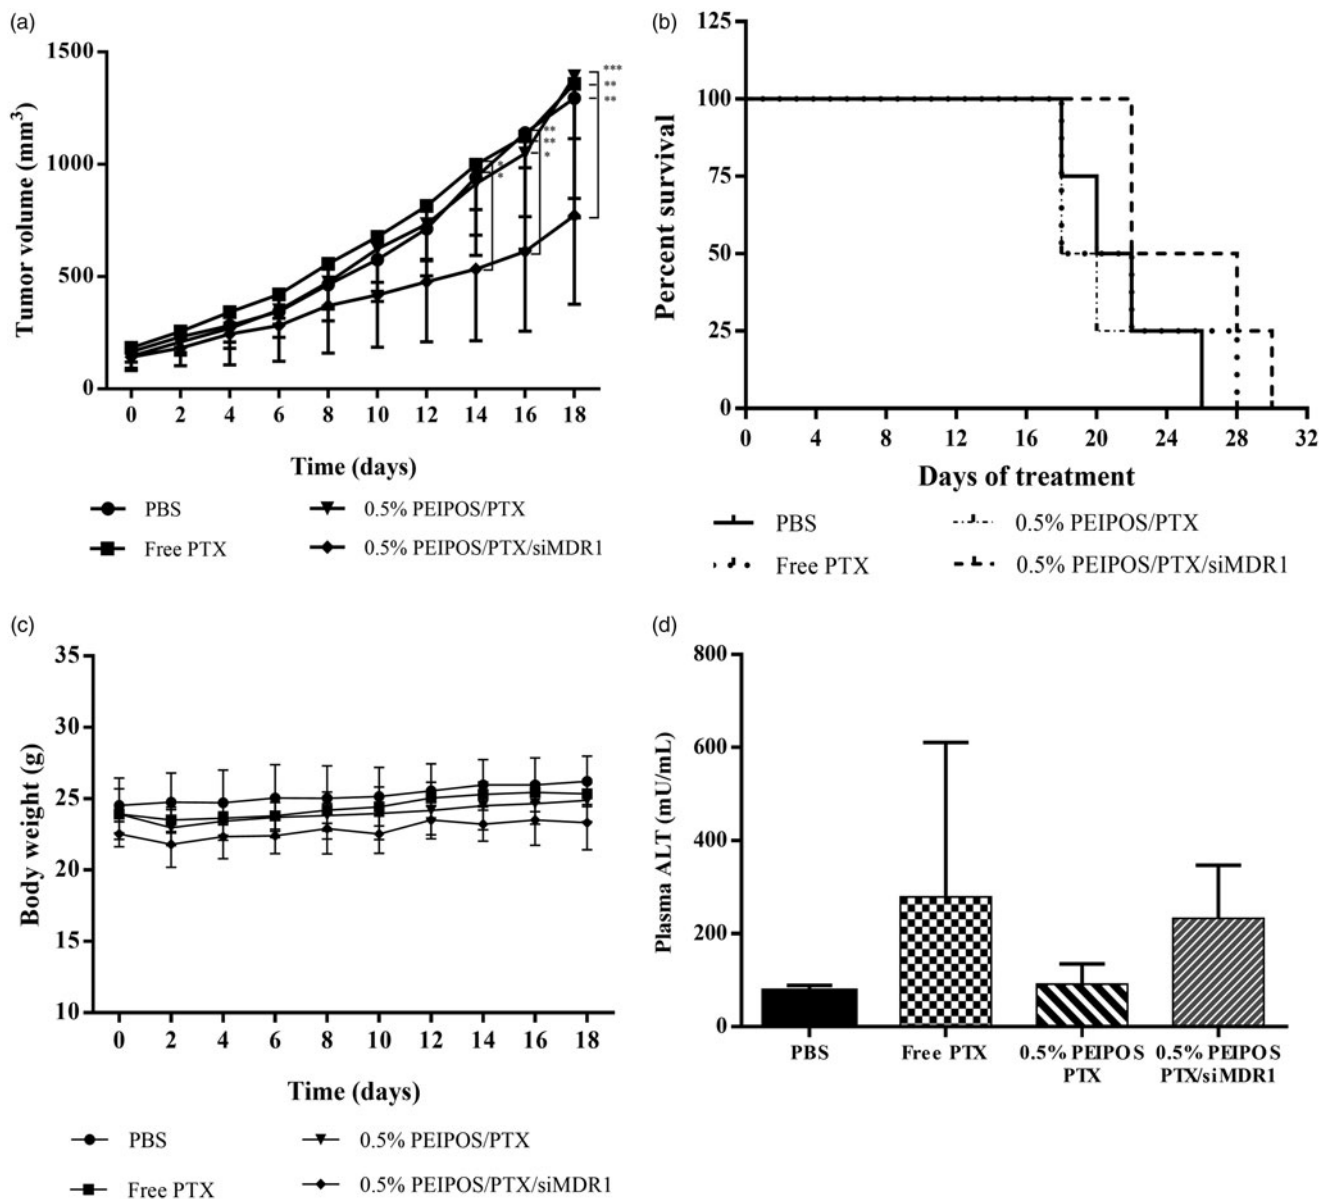 (a)
1500
1000
500
0
Tumor volume (mm³)
***
**
**
**
**
*
*
*
0 2 4 6 8 10 12 14 16 18
Time (days)
PBS
0.5% PEIPOS/PTX
Free PTX
0.5% PEIPOS/PTX/siMDR1
(b)
125
100
75
50
25
0
Percent survival
0 4 8 12 16 20 24 28 32
Days of treatment
PBS
0.5% PEIPOS/PTX
Free PTX
0.5% PEIPOS/PTX/siMDR1
(c)
35
30
25
20
15
10
Body weight (g)
0 2 4 6 8 10 12 14 16 18
Time (days)
PBS
0.5% PEIPOS/PTX
Free PTX
0.5% PEIPOS/PTX/siMDR1
(d)
800
600
400
200
0
Plasma ALT (mU/mL)
PBS
Free PTX
0.5% PEIPOS
PTX
0.5% PEIPOS
PTX/siMDR1